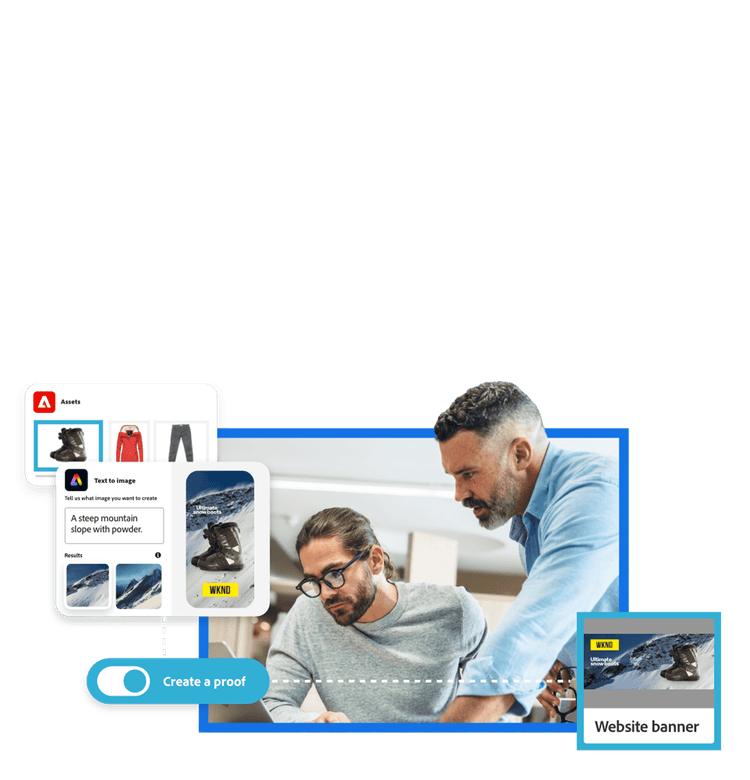 Assets
Text to image
Tell us what image you want to create
A steep mountain
slope with powder.
Results
Ultimate
snow boots
WKND
Create a proof
WKND
Ultimate
snow boots
Website banner